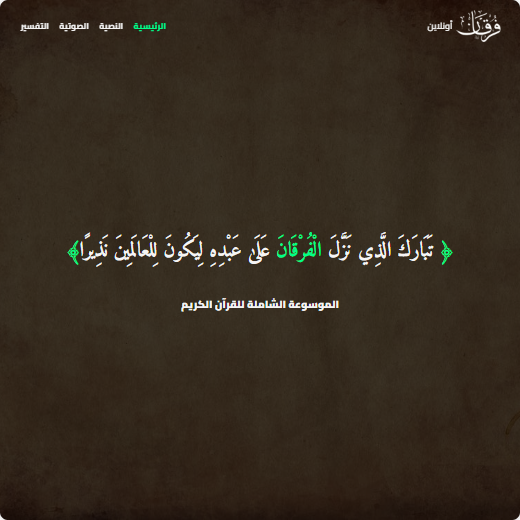 فرقان أونلاين
الرئيسية النصية الصوتية التفسير
﴿ تَبَارَكَ الَّذِي نَزَّلَ الْفُرْقَانَ عَلَىٰ عَبْدِهِ لِيَكُونَ لِلْعَالَمِينَ نَذِيرًا﴾
الموسوعة الشاملة للقرآن الكريم